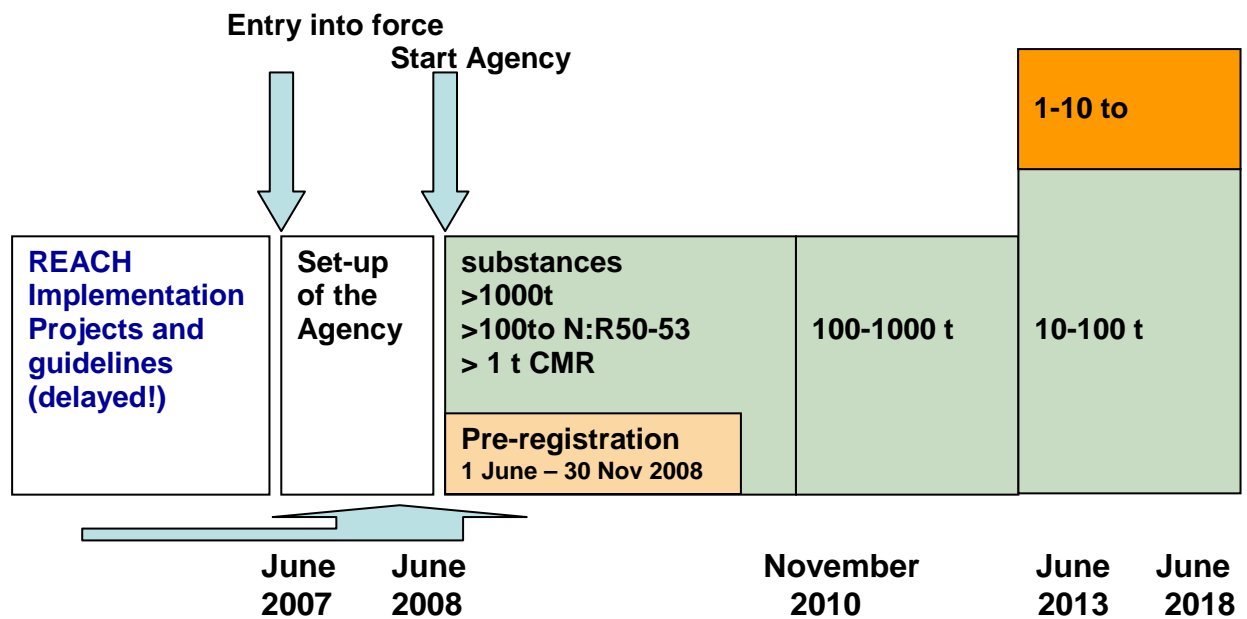 Entry into force
Start Agency
1-10 to
REACH
Implementation
Projects and
guidelines
(delayed!)
Set-up
of the
Agency
substances
>1000t
>100to N:R50-53
> 1 t CMR
100-1000 t
10-100 t
Pre-registration
1 June – 30 Nov 2008
June
2007
June
2008
November
2010
June
2013
June
2018